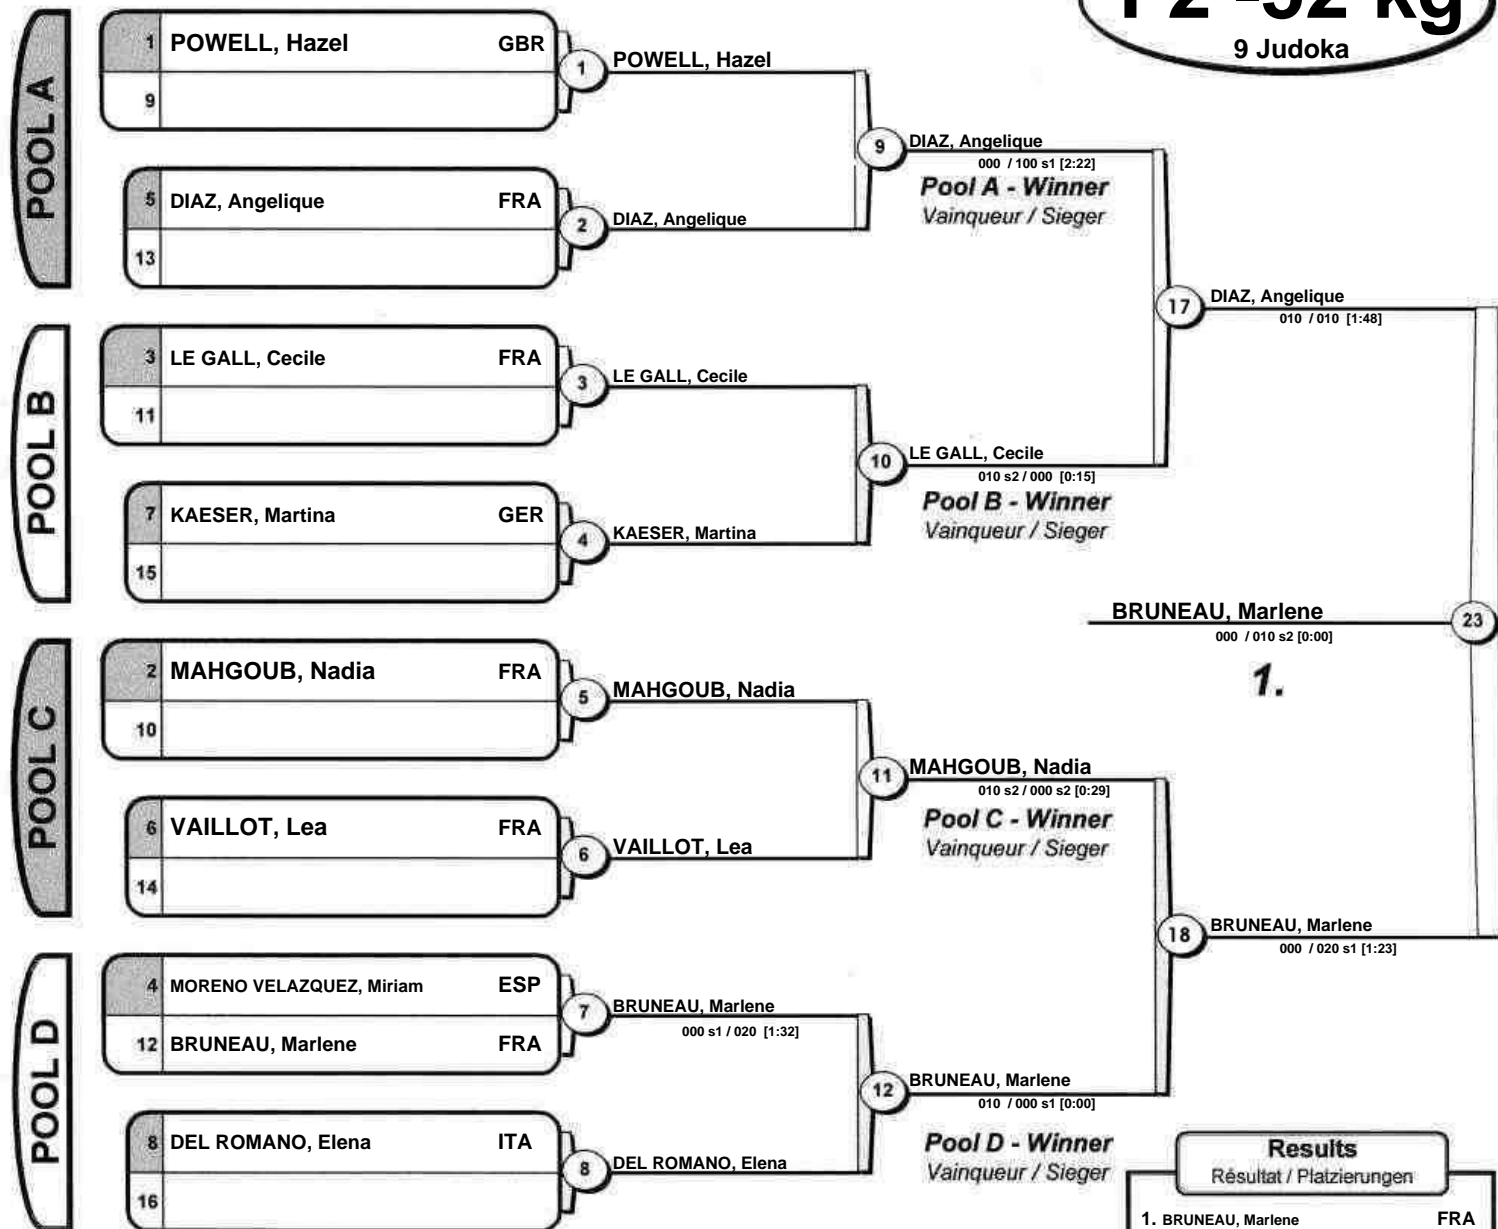 F2 -52 kg
9 Judoka
POOL A
1 POWELL, Hazel GBR
9
1 POWELL, Hazel
5 DIAZ, Angelique FRA
13
2 DIAZ, Angelique
9 DIAZ, Angelique
000 / 100 s1 [2:22]
Pool A - Winner
Vainqueur / Sieger
17 DIAZ, Angelique
010 / 010 [1:48]
POOL B
3 LE GALL, Cecile FRA
11
3 LE GALL, Cecile
7 KAESER, Martina GER
15
4 KAESER, Martina
10 LE GALL, Cecile
010 s2 / 000 [0:15]
Pool B - Winner
Vainqueur / Sieger
BRUNEAU, Marlene 23
000 / 010 s2 [0:00]
1.
POOL C
2 MAHGOUB, Nadia FRA
10
5 MAHGOUB, Nadia
6 VAILLOT, Lea FRA
14
6 VAILLOT, Lea
11 MAHGOUB, Nadia
010 s2 / 000 s2 [0:29]
Pool C - Winner
Vainqueur / Sieger
18 BRUNEAU, Marlene
000 / 020 s1 [1:23]
POOL D
4 MORENO VELAZQUEZ, Miriam ESP
12 BRUNEAU, Marlene FRA
7 BRUNEAU, Marlene
000 s1 / 020 [1:32]
8 DEL ROMANO, Elena ITA
16
8 DEL ROMANO, Elena
12 BRUNEAU, Marlene
010 / 000 s1 [0:00]
Pool D - Winner
Vainqueur / Sieger
Results
Résultat / Platzierungen
1. BRUNEAU, Marlene FRA